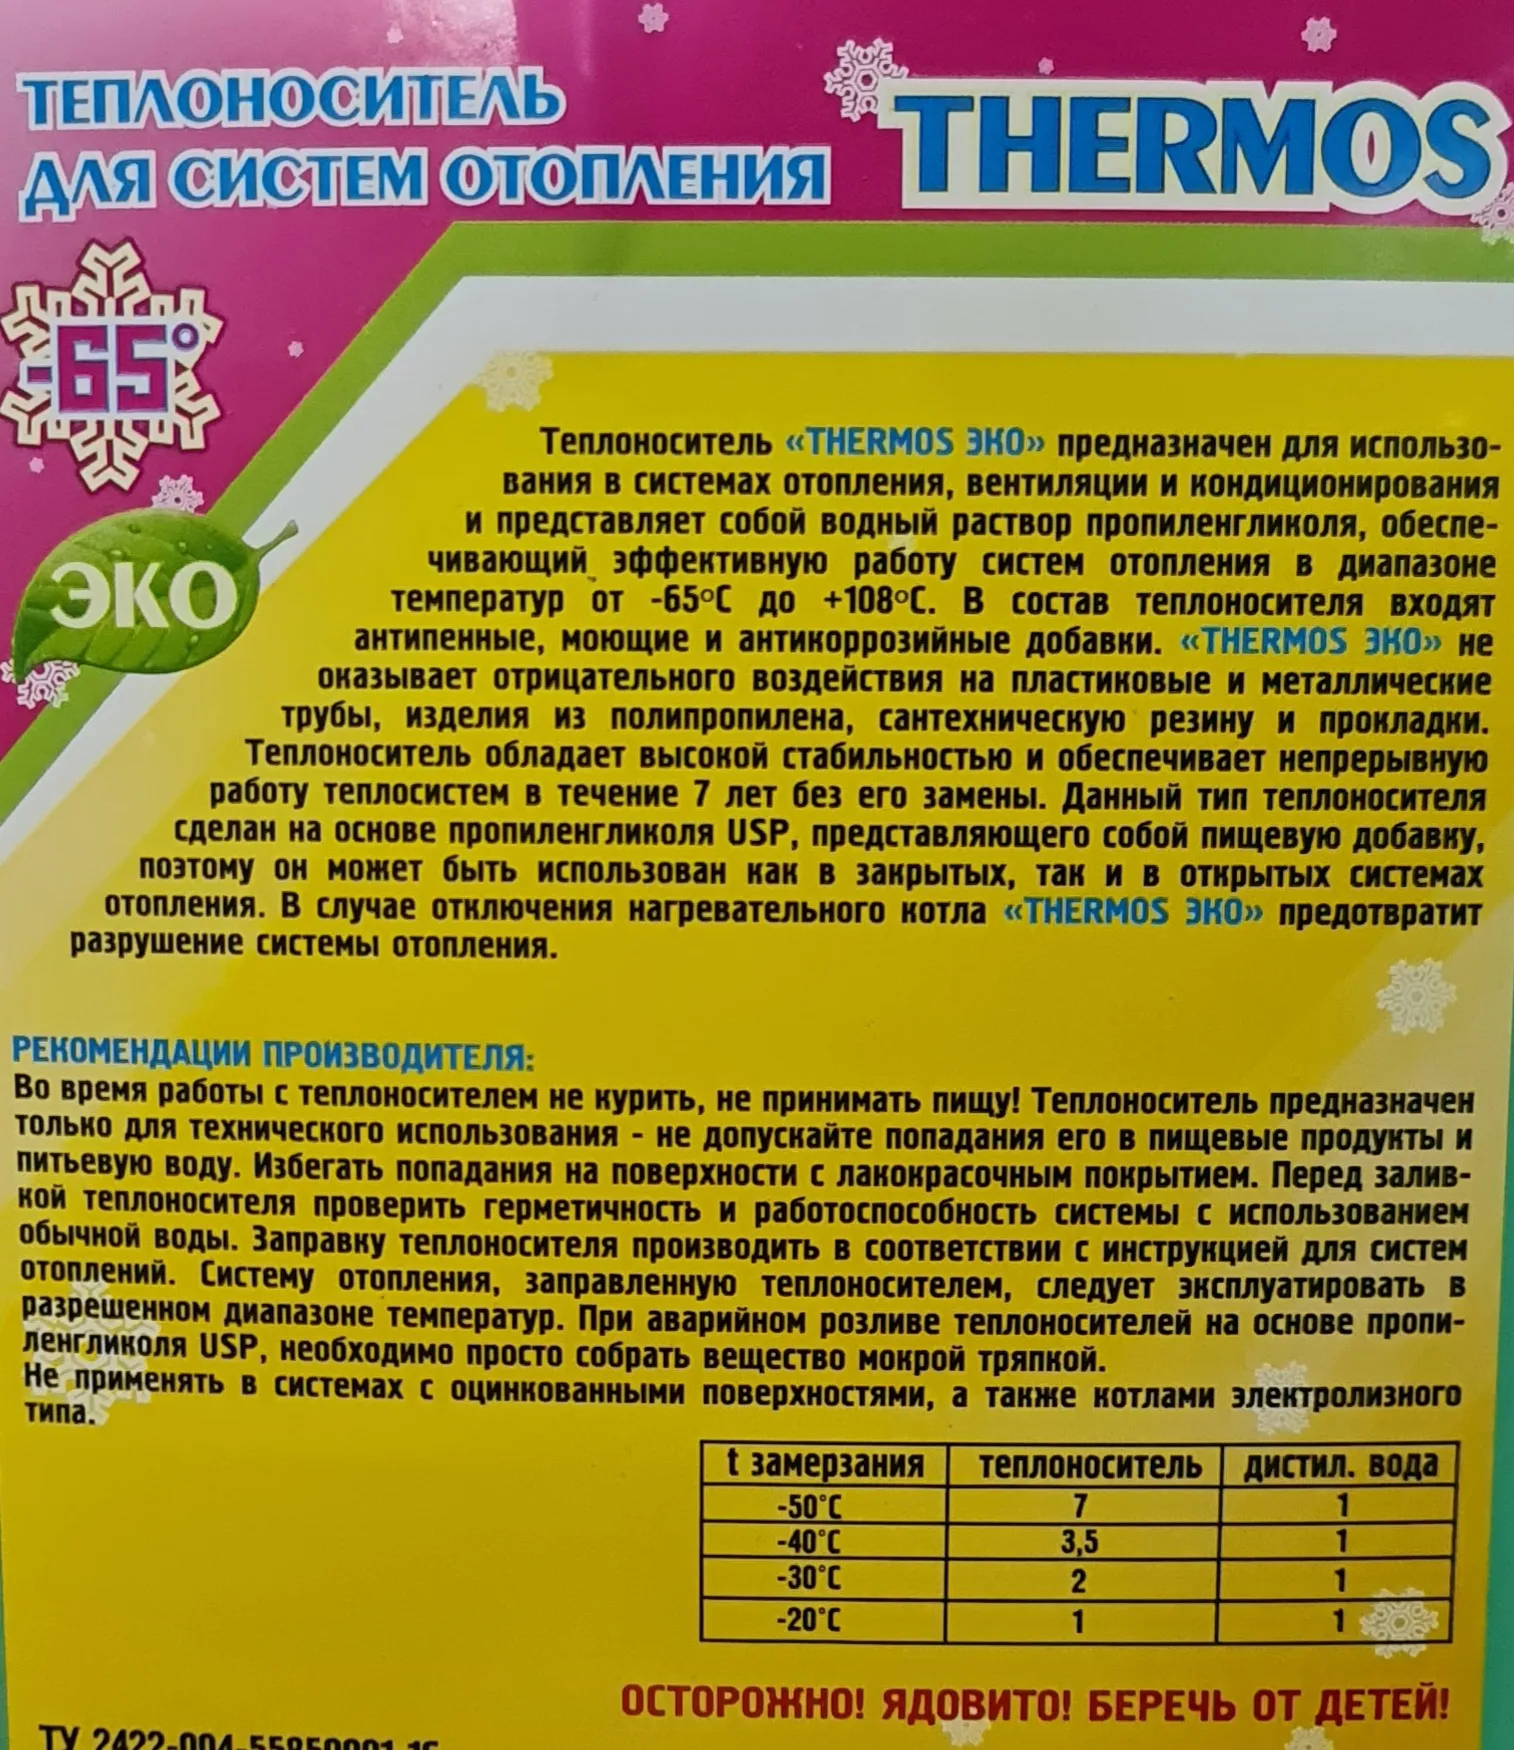 ТЕПЛОНОСИТЕЛЬ
ДЛЯ СИСТЕМ ОТОПЛЕНИЯ
THERMOS
-65°
ЭКО
Теплоноситель «THERMOS ЭКО» предназначен для использо-
вания в системах отопления, вентиляции и кондиционирования
и представляет собой водный раствор пропиленгликоля, обеспе-
чивающий эффективную работу систем отопления в диапазоне
температур от -65°С до +108°С. В состав теплоносителя входят
антипенные, моющие и антикоррозийные добавки. «THERMOS ЭКО» не
оказывает отрицательного воздействия на пластиковые и металлические
трубы, изделия из полипропилена, сантехническую резину и прокладки.
Теплоноситель обладает высокой стабильностью и обеспечивает непрерывную
работу теплосистем в течение 7 лет без его замены. Данный тип теплоносителя
сделан на основе пропиленгликоля USP, представляющего собой пищевую добавку,
поэтому он может быть использован как в закрытых, так и в открытых системах
отопления. В случае отключения нагревательного котла «THERMOS ЭКО» предотвратит
разрушение системы отопления.
РЕКОМЕНДАЦИИ ПРОИЗВОДИТЕЛЯ:
Во время работы с теплоносителем не курить, не принимать пищу! Теплоноситель предназначен
только для технического использования - не допускайте попадания его в пищевые продукты и
питьевую воду. Избегать попадания на поверхности с лакокрасочным покрытием. Перед залив-
кой теплоносителя проверить герметичность и работоспособность системы с использованием
обычной воды. Заправку теплоносителя производить в соответствии с инструкцией для систем
отоплений. Систему отопления, заправленную теплоносителем, следует эксплуатировать в
разрешенном диапазоне температур. При аварийном розливе теплоносителей на основе пропи-
ленгликоля USP, необходимо просто собрать вещество мокрой тряпкой.
Не применять в системах с оцинкованными поверхностями, а также котлами электролизного
типа.
t замерзания теплоноситель дистил. вода
-50°С 7 1
-40°С 3,5 1
-30°С 2 1
-20°С 1 1
ОСТОРОЖНО! ЯДОВИТО! БЕРЕЧЬ ОТ ДЕТЕЙ!
ТУ